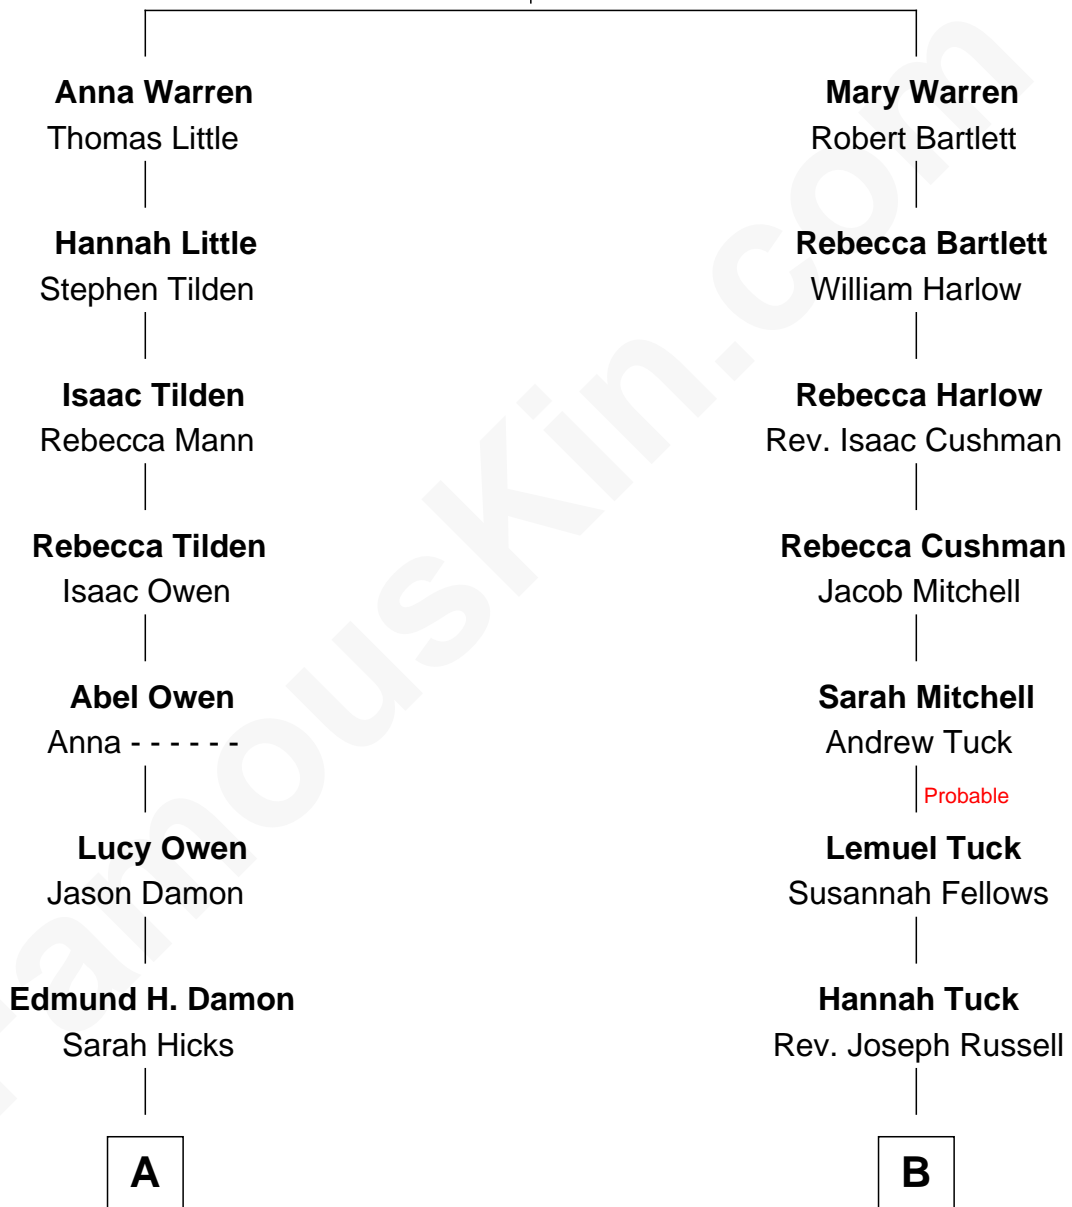 Anna Warren
Thomas Little
Hannah Little
Stephen Tilden
Isaac Tilden
Rebecca Mann
Rebecca Tilden
Isaac Owen
Abel Owen
Anna - - - - - -
Lucy Owen
Jason Damon
Edmund H. Damon
Sarah Hicks
A
Mary Warren
Robert Bartlett
Rebecca Bartlett
William Harlow
Rebecca Harlow
Rev. Isaac Cushman
Rebecca Cushman
Jacob Mitchell
Sarah Mitchell
Andrew Tuck
Probable
Lemuel Tuck
Susannah Fellows
Hannah Tuck
Rev. Joseph Russell
B
FamousKin.com